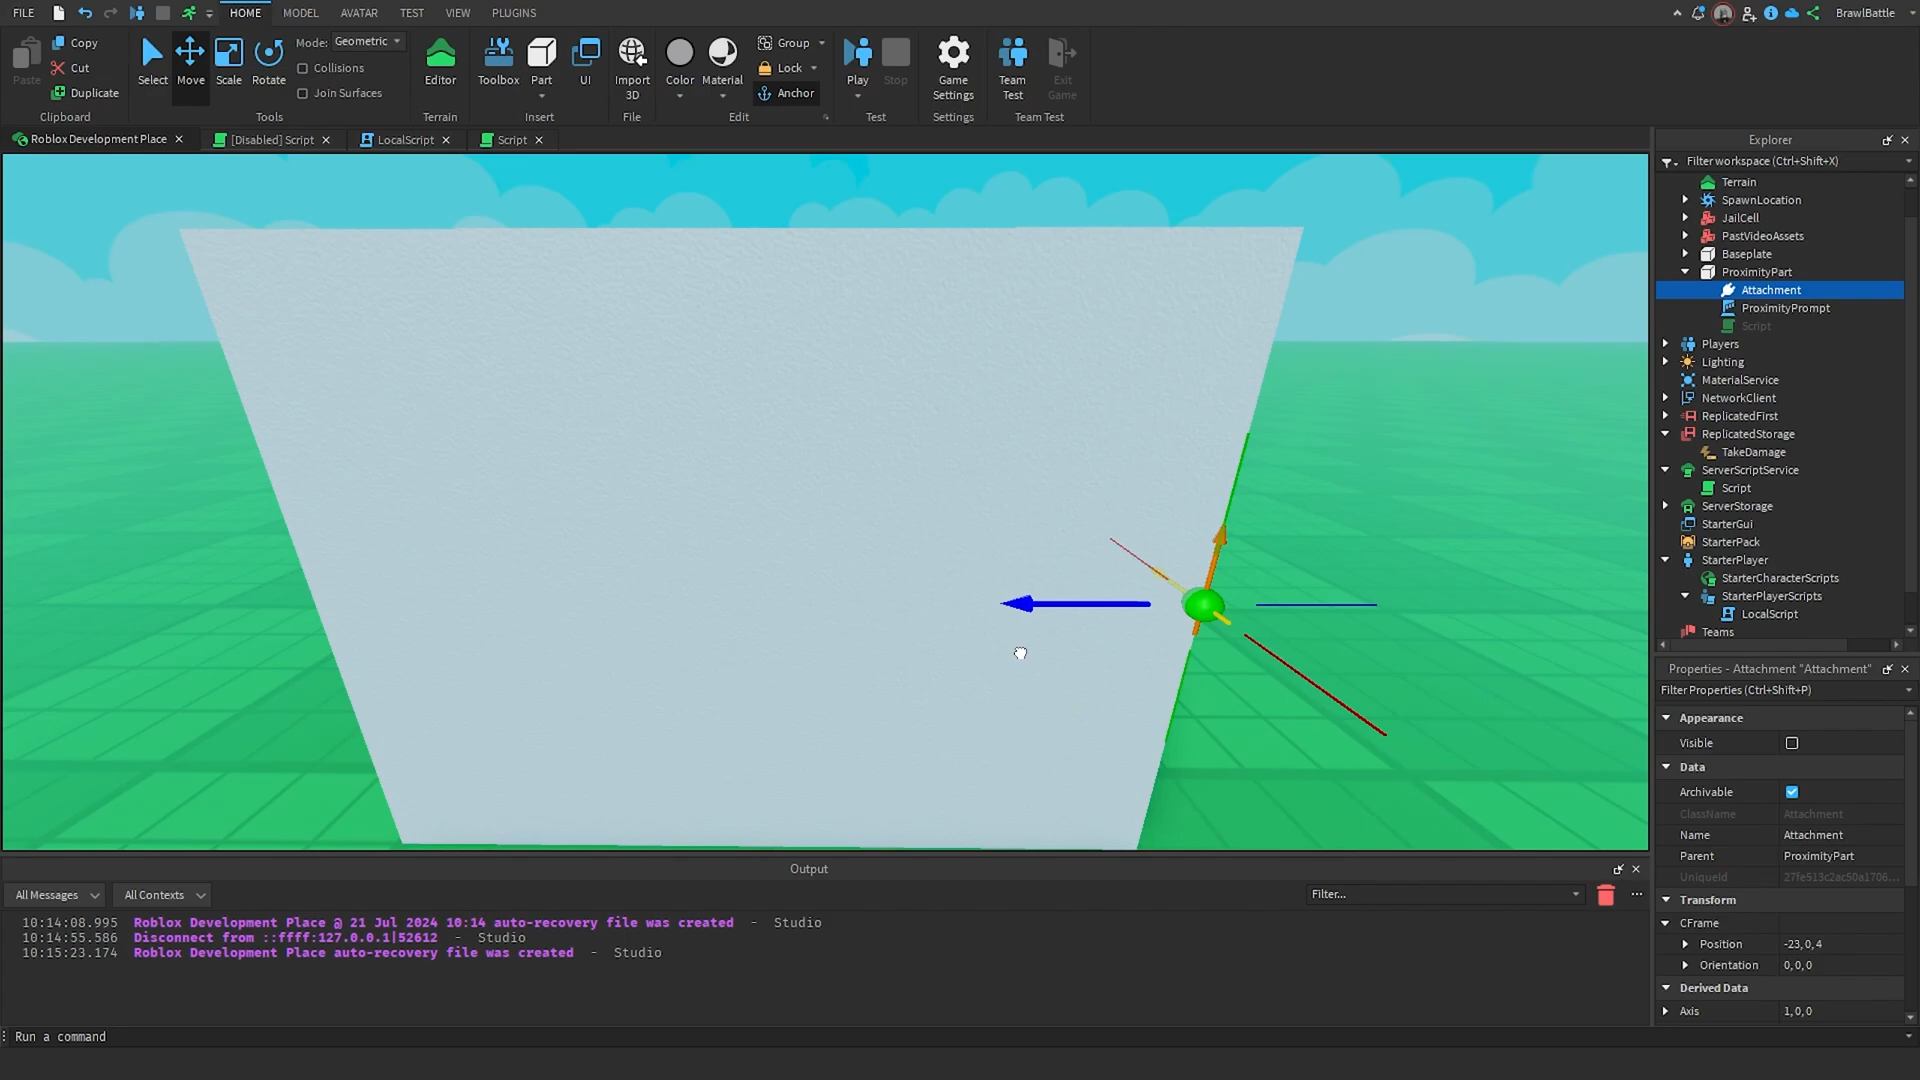 FILE HOME MODEL AVATAR TEST VIEW PLUGINS BrawlBattle
Paste Copy Cut Duplicate Clipboard
Select Move Scale Rotate Mode: Geometric Collisions Join Surfaces Tools
Editor Terrain
Toolbox Part UI Insert
Import 3D File
Color Material Group Lock Anchor Edit
Play Stop Test
Game Settings Settings
Team Test Exit Game Team Test
Roblox Development Place [Disabled] Script LocalScript Script
Explorer
Filter workspace (Ctrl+Shift+X)
Terrain
SpawnLocation
JailCell
PastVideoAssets
Baseplate
ProximityPart
Attachment
ProximityPrompt
Script
Players
Lighting
MaterialService
NetworkClient
ReplicatedFirst
ReplicatedStorage
TakeDamage
ServerScriptService
Script
ServerStorage
StarterGui
StarterPack
StarterPlayer
StarterCharacterScripts
StarterPlayerScripts
LocalScript
Teams
Properties - Attachment "Attachment"
Filter Properties (Ctrl+Shift+P)
Appearance
Visible
Data
Archivable
ClassName Attachment
Name Attachment
Parent ProximityPart
UniqueId 27fe513c2ac50a1706...
Transform
CFrame
Position -23,0,4
Orientation 0,0,0
Derived Data
Axis 1,0,0
Output
All Messages All Contexts Filter...
10:14:08.995 Roblox Development Place @ 21 Jul 2024 10:14 auto-recovery file was created - Studio
10:14:55.586 Disconnect from ::ffff:127.0.0.1|52612 - Studio
10:15:23.174 Roblox Development Place auto-recovery file was created - Studio
Run a command